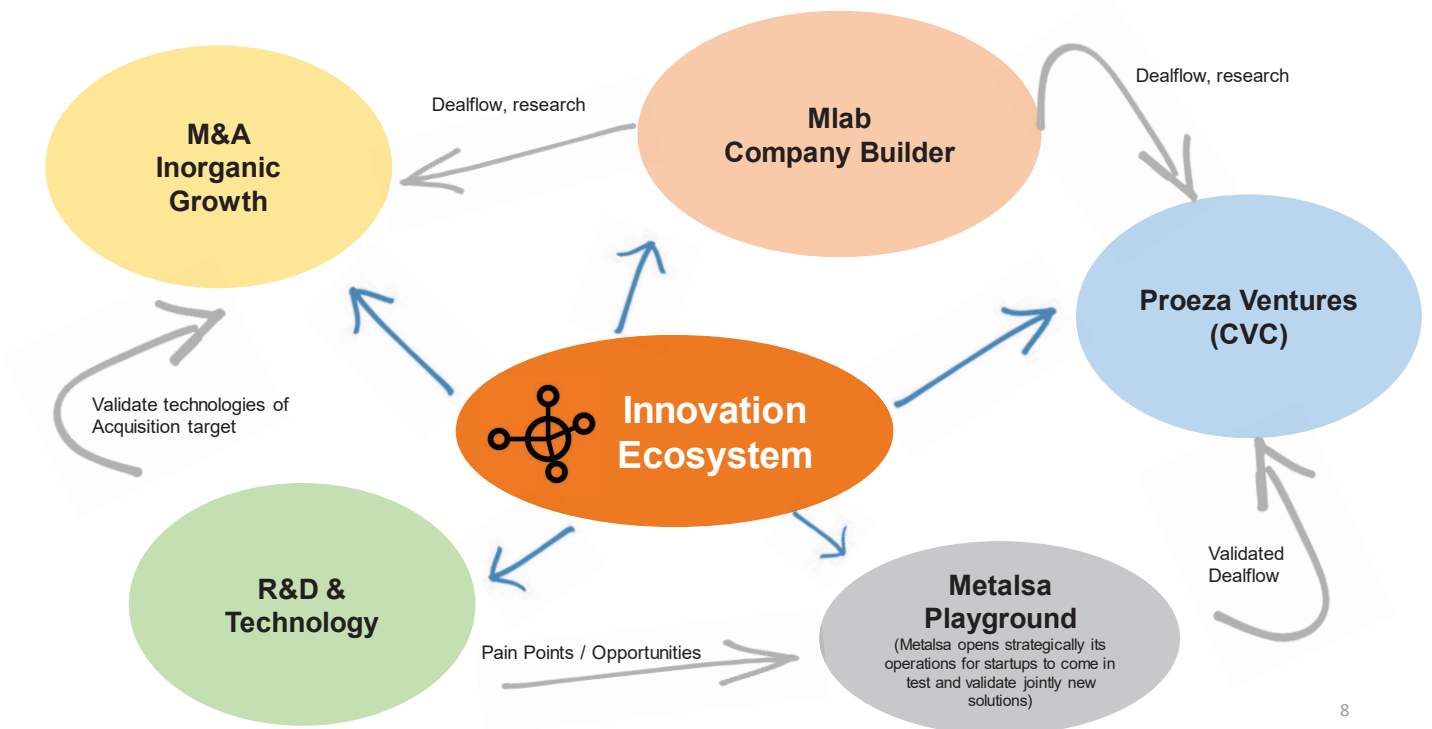 M&A
Inorganic
Growth
Dealflow, research
Mlab
Company Builder
Dealflow, research
Proeza Ventures
(CVC)
Validate technologies of
Acquisition target
Innovation
Ecosystem
R&D &
Technology
Pain Points / Opportunities
Metalsa
Playground
(Metalsa opens strategically its
operations for startups to come in
test and validate jointly new
solutions)
Validated
Dealflow
8